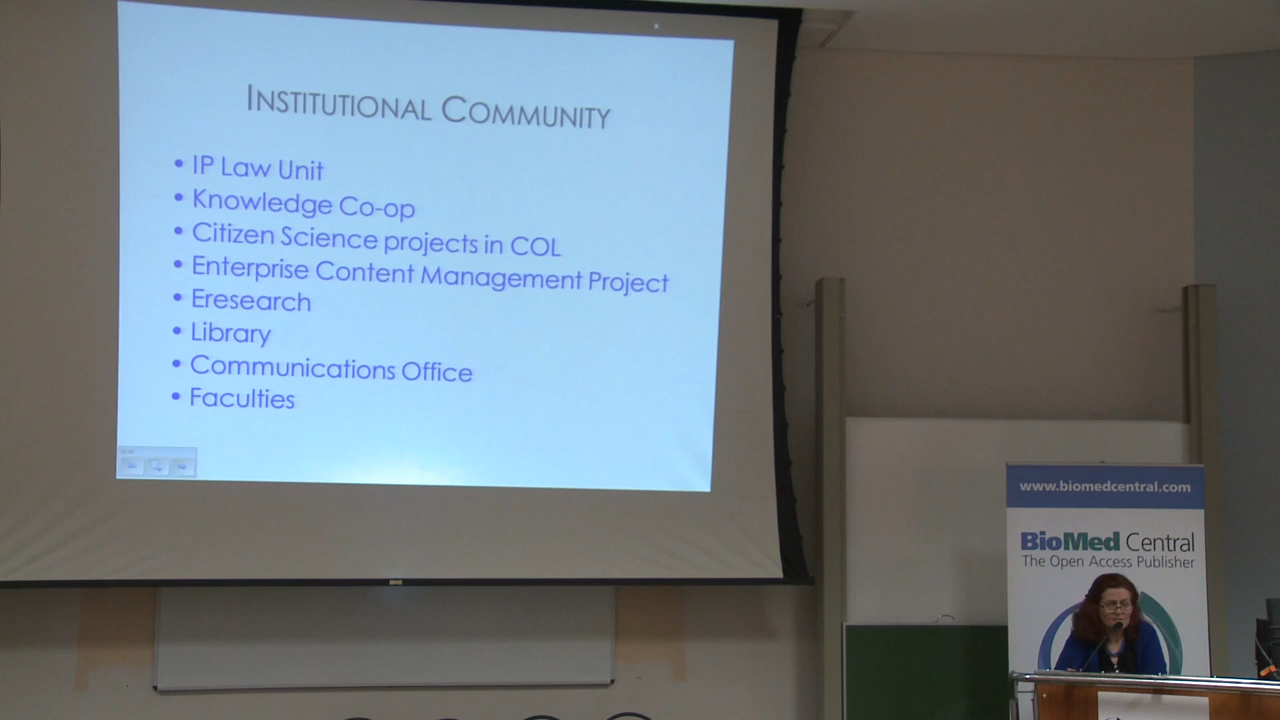 INSTITUTIONAL COMMUNITY
• IP Law Unit
• Knowledge Co-op
• Citizen Science projects in COL
• Enterprise Content Management Project
• Eresearch
• Library
• Communications Office
• Faculties
www.biomedcentral.com
BioMed Central
The Open Access Publisher